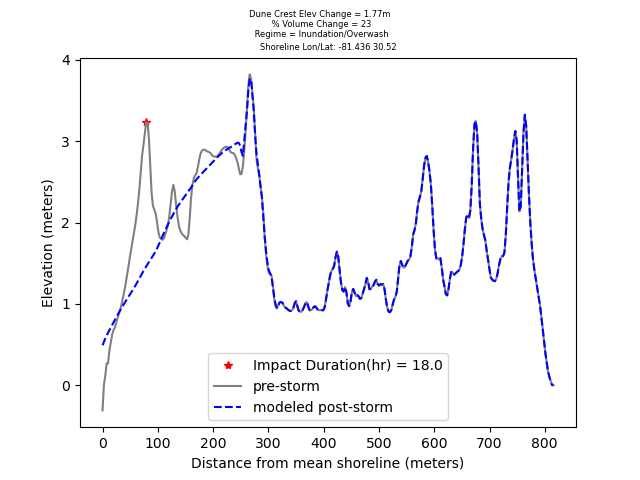 Dune Crest Elev Change = 1.77m
% Volume Change = 23
Regime = Inundation/Overwash
Shoreline Lon/Lat: -81.436 30.52
4
3
2
1
0
Elevation (meters)
Impact Duration(hr) = 18.0
pre-storm
modeled post-storm
0 100 200 300 400 500 600 700 800
Distance from mean shoreline (meters)